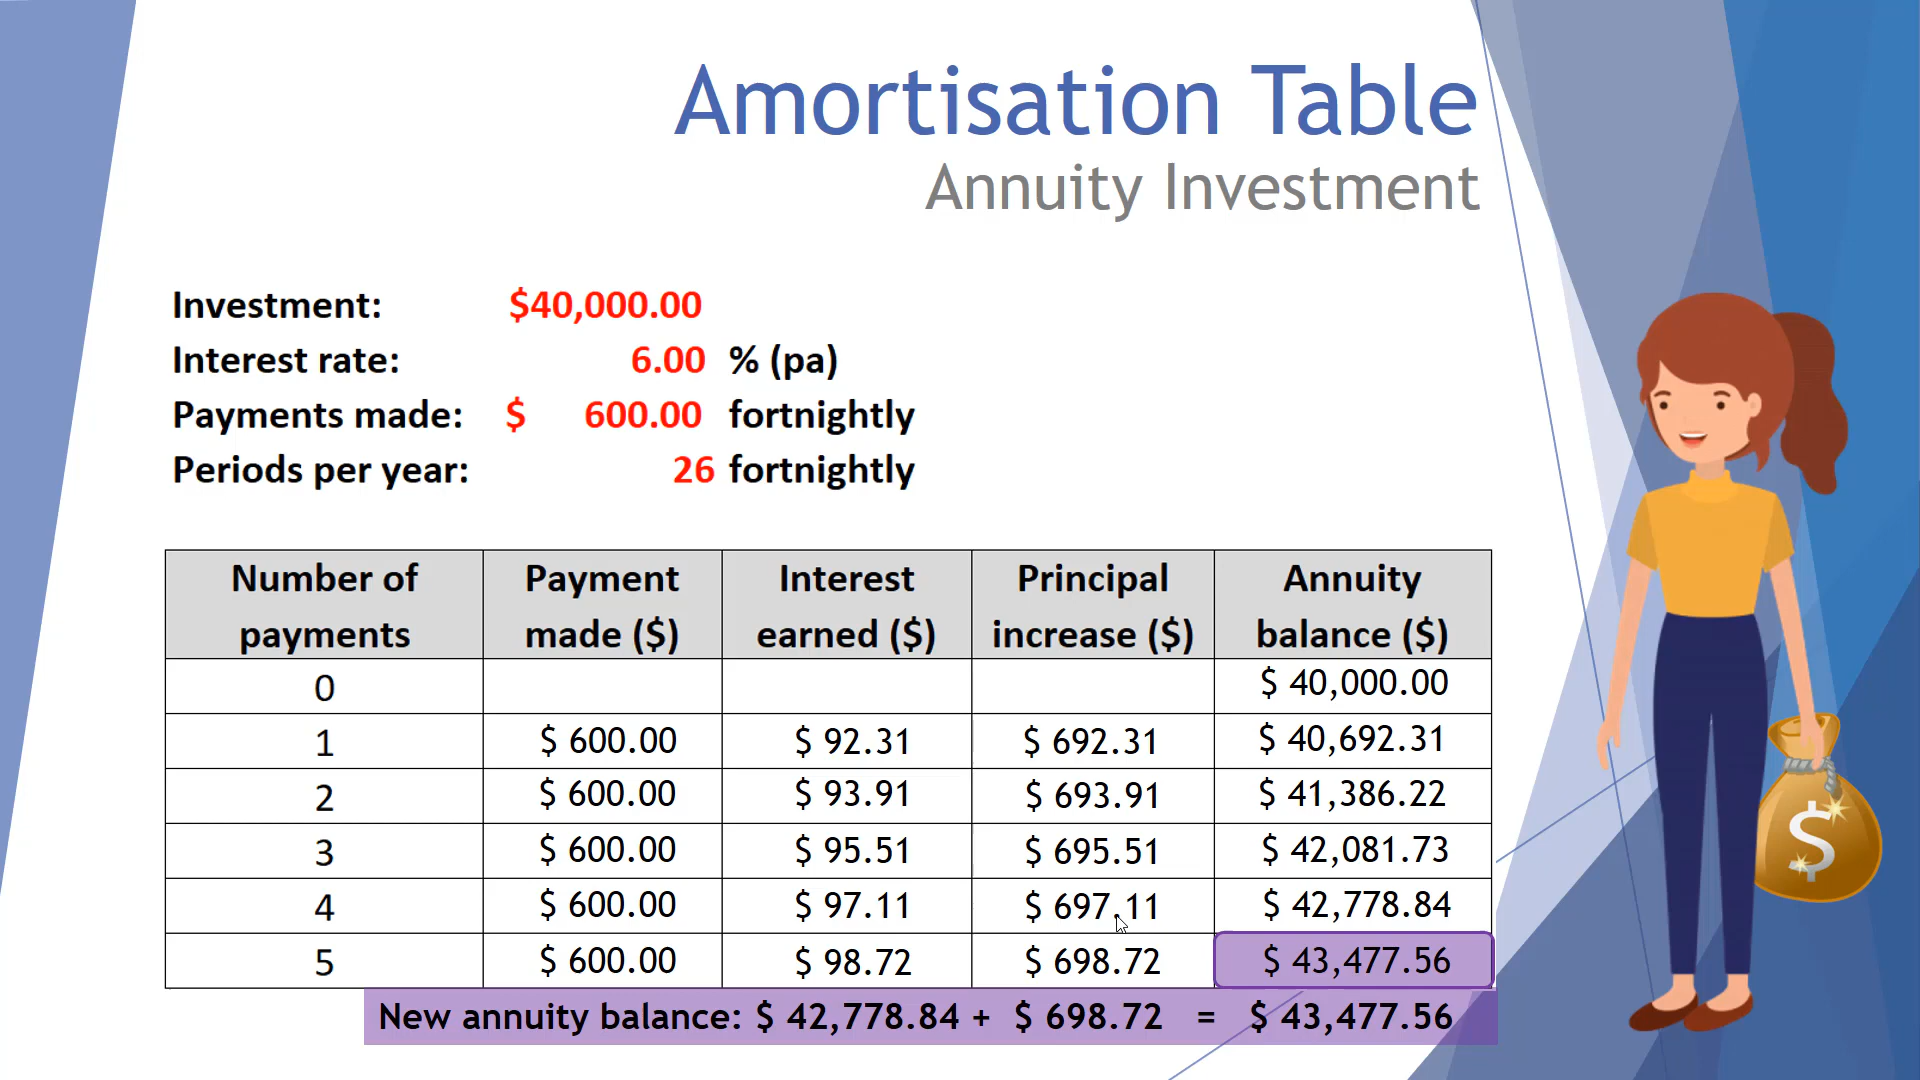 Amortisation Table
Annuity Investment
Investment: $40,000.00
Interest rate: 6.00 % (pa)
Payments made: $ 600.00 fortnightly
Periods per year: 26 fortnightly
Number of payments Payment made ($) Interest earned ($) Principal increase ($) Annuity balance ($)
0 $ 40,000.00
1 $ 600.00 $ 92.31 $ 692.31 $ 40,692.31
2 $ 600.00 $ 93.91 $ 693.91 $ 41,386.22
3 $ 600.00 $ 95.51 $ 695.51 $ 42,081.73
4 $ 600.00 $ 97.11 $ 697.11 $ 42,778.84
5 $ 600.00 $ 98.72 $ 698.72 $ 43,477.56
New annuity balance: $ 42,778.84 + $ 698.72 = $ 43,477.56
$